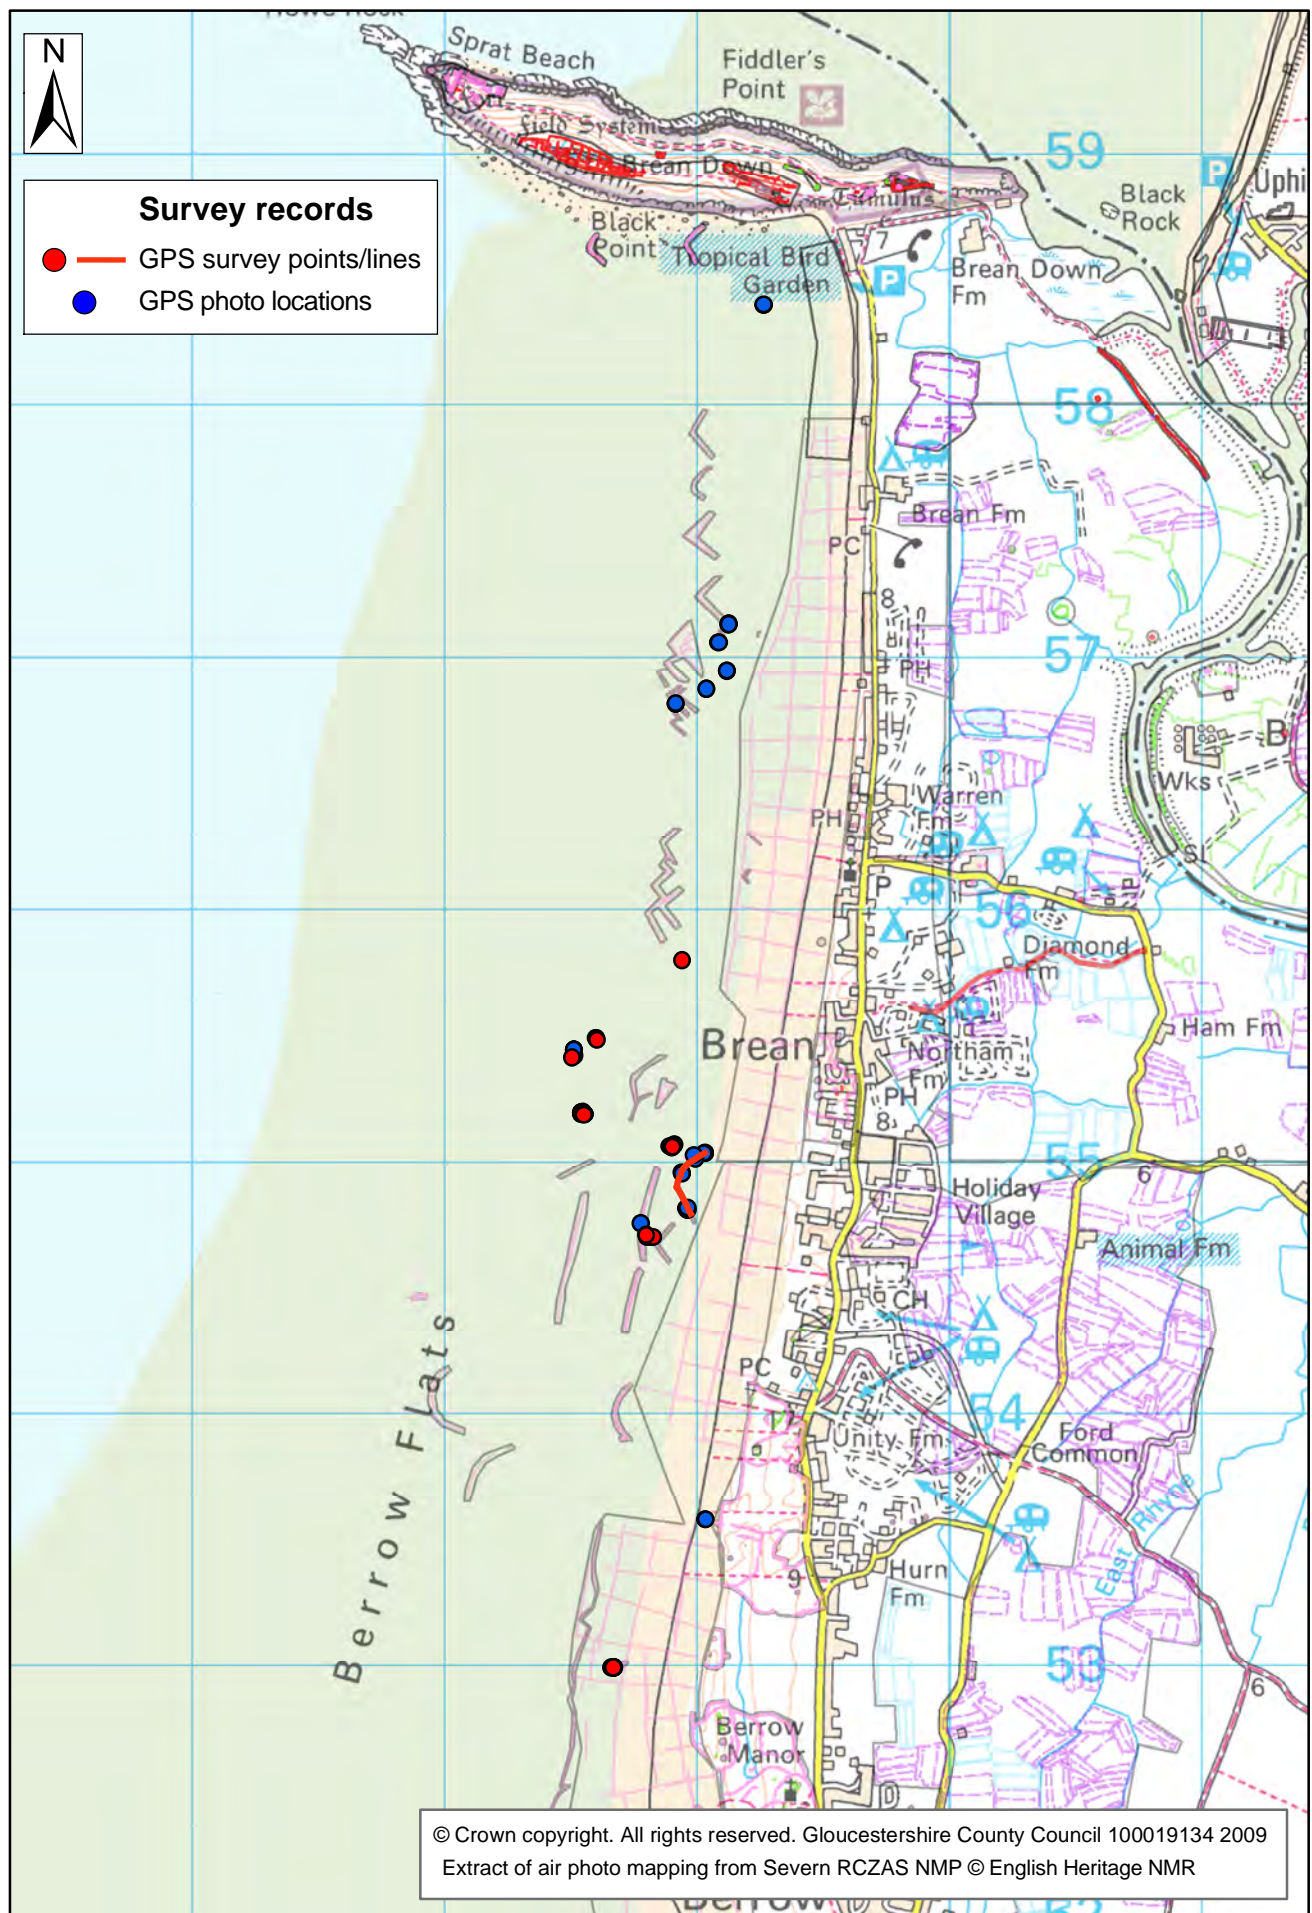 N
Sprat Beach
Fiddler's
Point
Fort
field System
Brean Down
Tumulus
59
Black
Rock
P
Survey records
GPS survey points/lines
GPS photo locations
Black
Point
Tropical Bird
Garden
7
P
Brean Down
Fm
58
Brean Fm
PC
8
PH
57
B
Wks
Warren
Fm
PH
P
56
Diamond
Fm
S
Brean
Northam
Fm
Ham Fm
PH
8
55
6
Holiday
Village
Animal Fm
CH
PC
17
54
Unity Fm
Ford
Common
East Rhyne
Berrow Flats
Hurn
Fm
9
53
6
Berrow
Manor
© Crown copyright. All rights reserved. Gloucestershire County Council 100019134 2009
Extract of air photo mapping from Severn RCZAS NMP © English Heritage NMR
Berrow